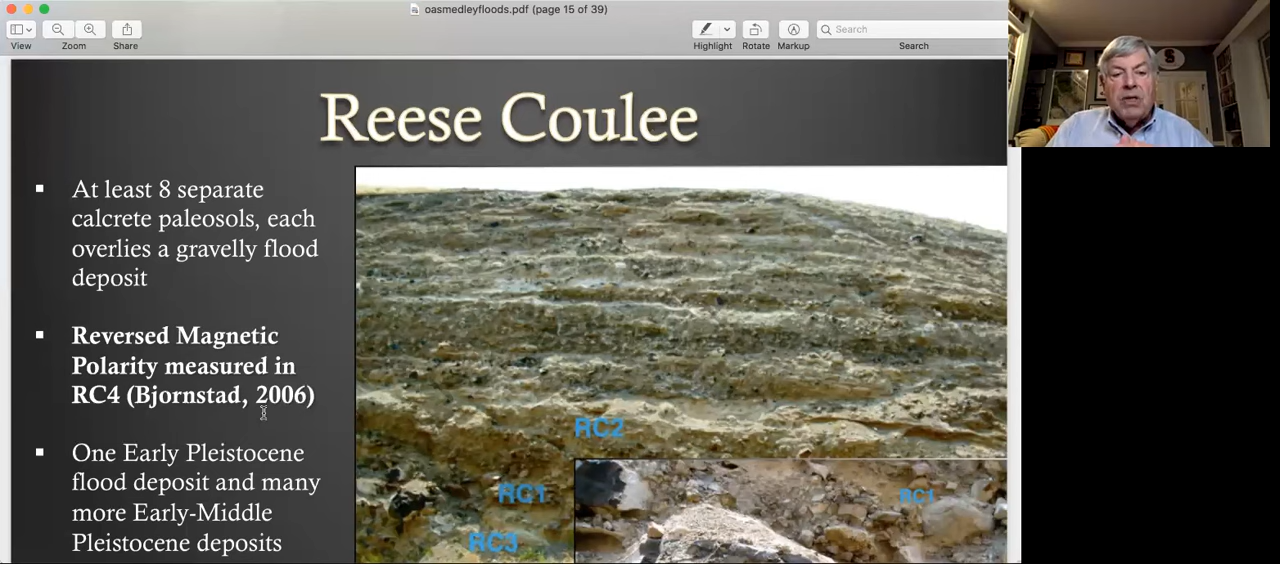 oasmedleyfloods.pdf (page 15 of 39)
Search
View
Zoom
Share
Highlight
Rotate
Markup
Search
Reese Coulee
At least 8 separate
calcrete paleosols, each
overlies a gravelly flood
deposit
Reversed Magnetic
Polarity measured in
RC4 (Bjornstad, 2006)
One Early Pleistocene
flood deposit and many
more Early-Middle
Pleistocene deposits
RC2
RC1
RC1
RC3